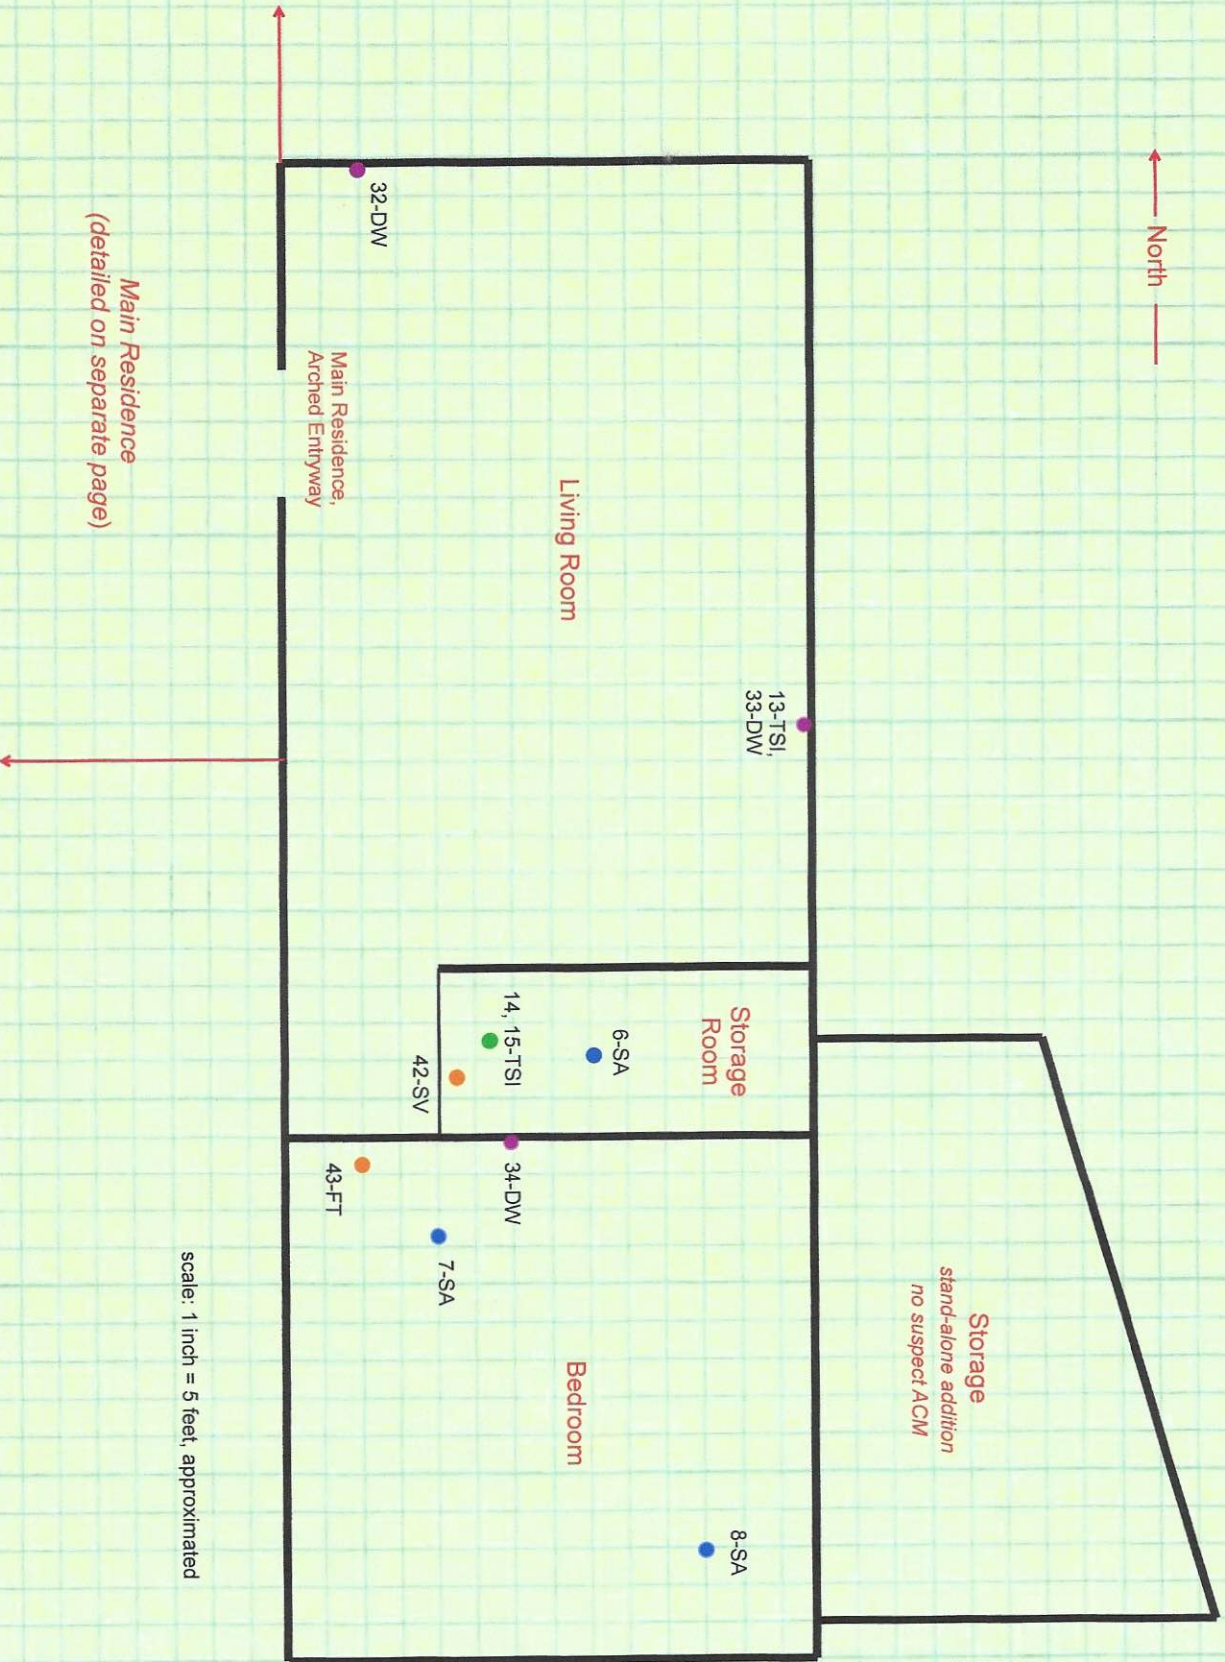 North
Storage
stand-alone addition
no suspect ACM
13-TSI,
33-DW
Storage
Room
6-SA
14, 15-TSI
42-SV
34-DW
43-FT
7-SA
8-SA
Living Room
Bedroom
32-DW
Main Residence,
Arched Entryway
Main Residence
(detailed on separate page)
scale: 1 inch = 5 feet, approximated